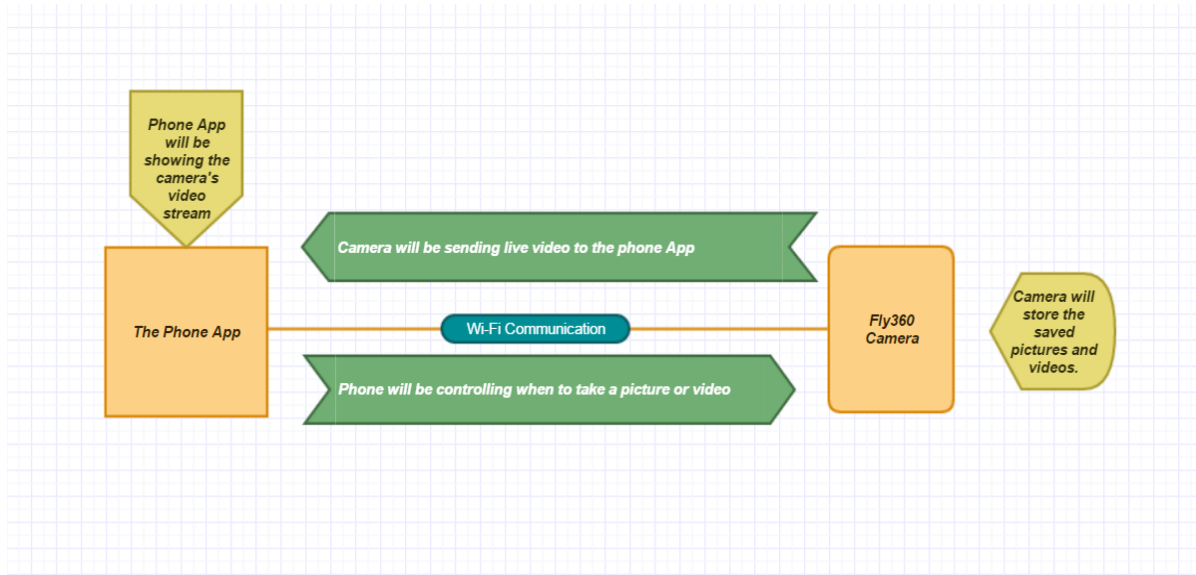 Phone App
will be
showing the
camera's
video
stream
Camera will be sending live video to the phone App
The Phone App
Wi-Fi Communication
Fly360
Camera
Camera will
store the
saved
pictures and
videos.
Phone will be controlling when to take a picture or video